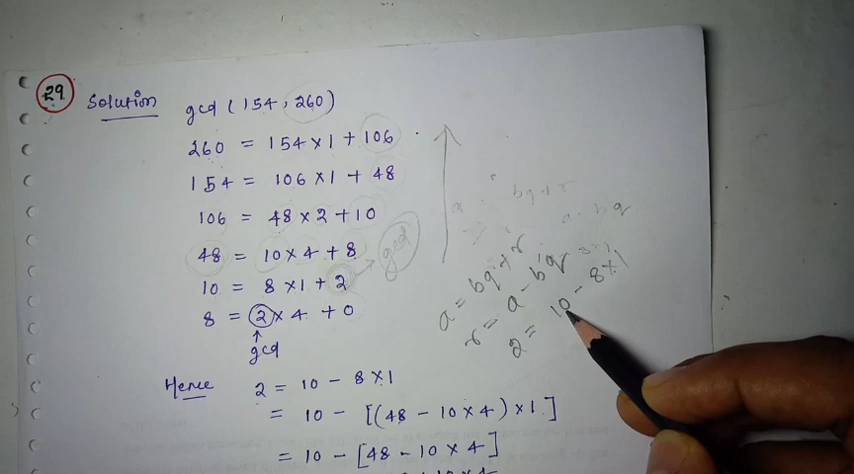 29
Solution gcd (154, 260)
260 = 154×1 + 106
154 = 106×1 + 48
106 = 48×2 + 10
48 = 10×4 + 8
gcd
10 = 8×1 + 2
8 = 2×4 + 0
gcd
a = bq + r
r = a - bq
2 = 10 - 8×1
Hence 2 = 10 - 8×1
= 10 - [(48 - 10×4) ×1]
= 10 - [48 - 10×4]